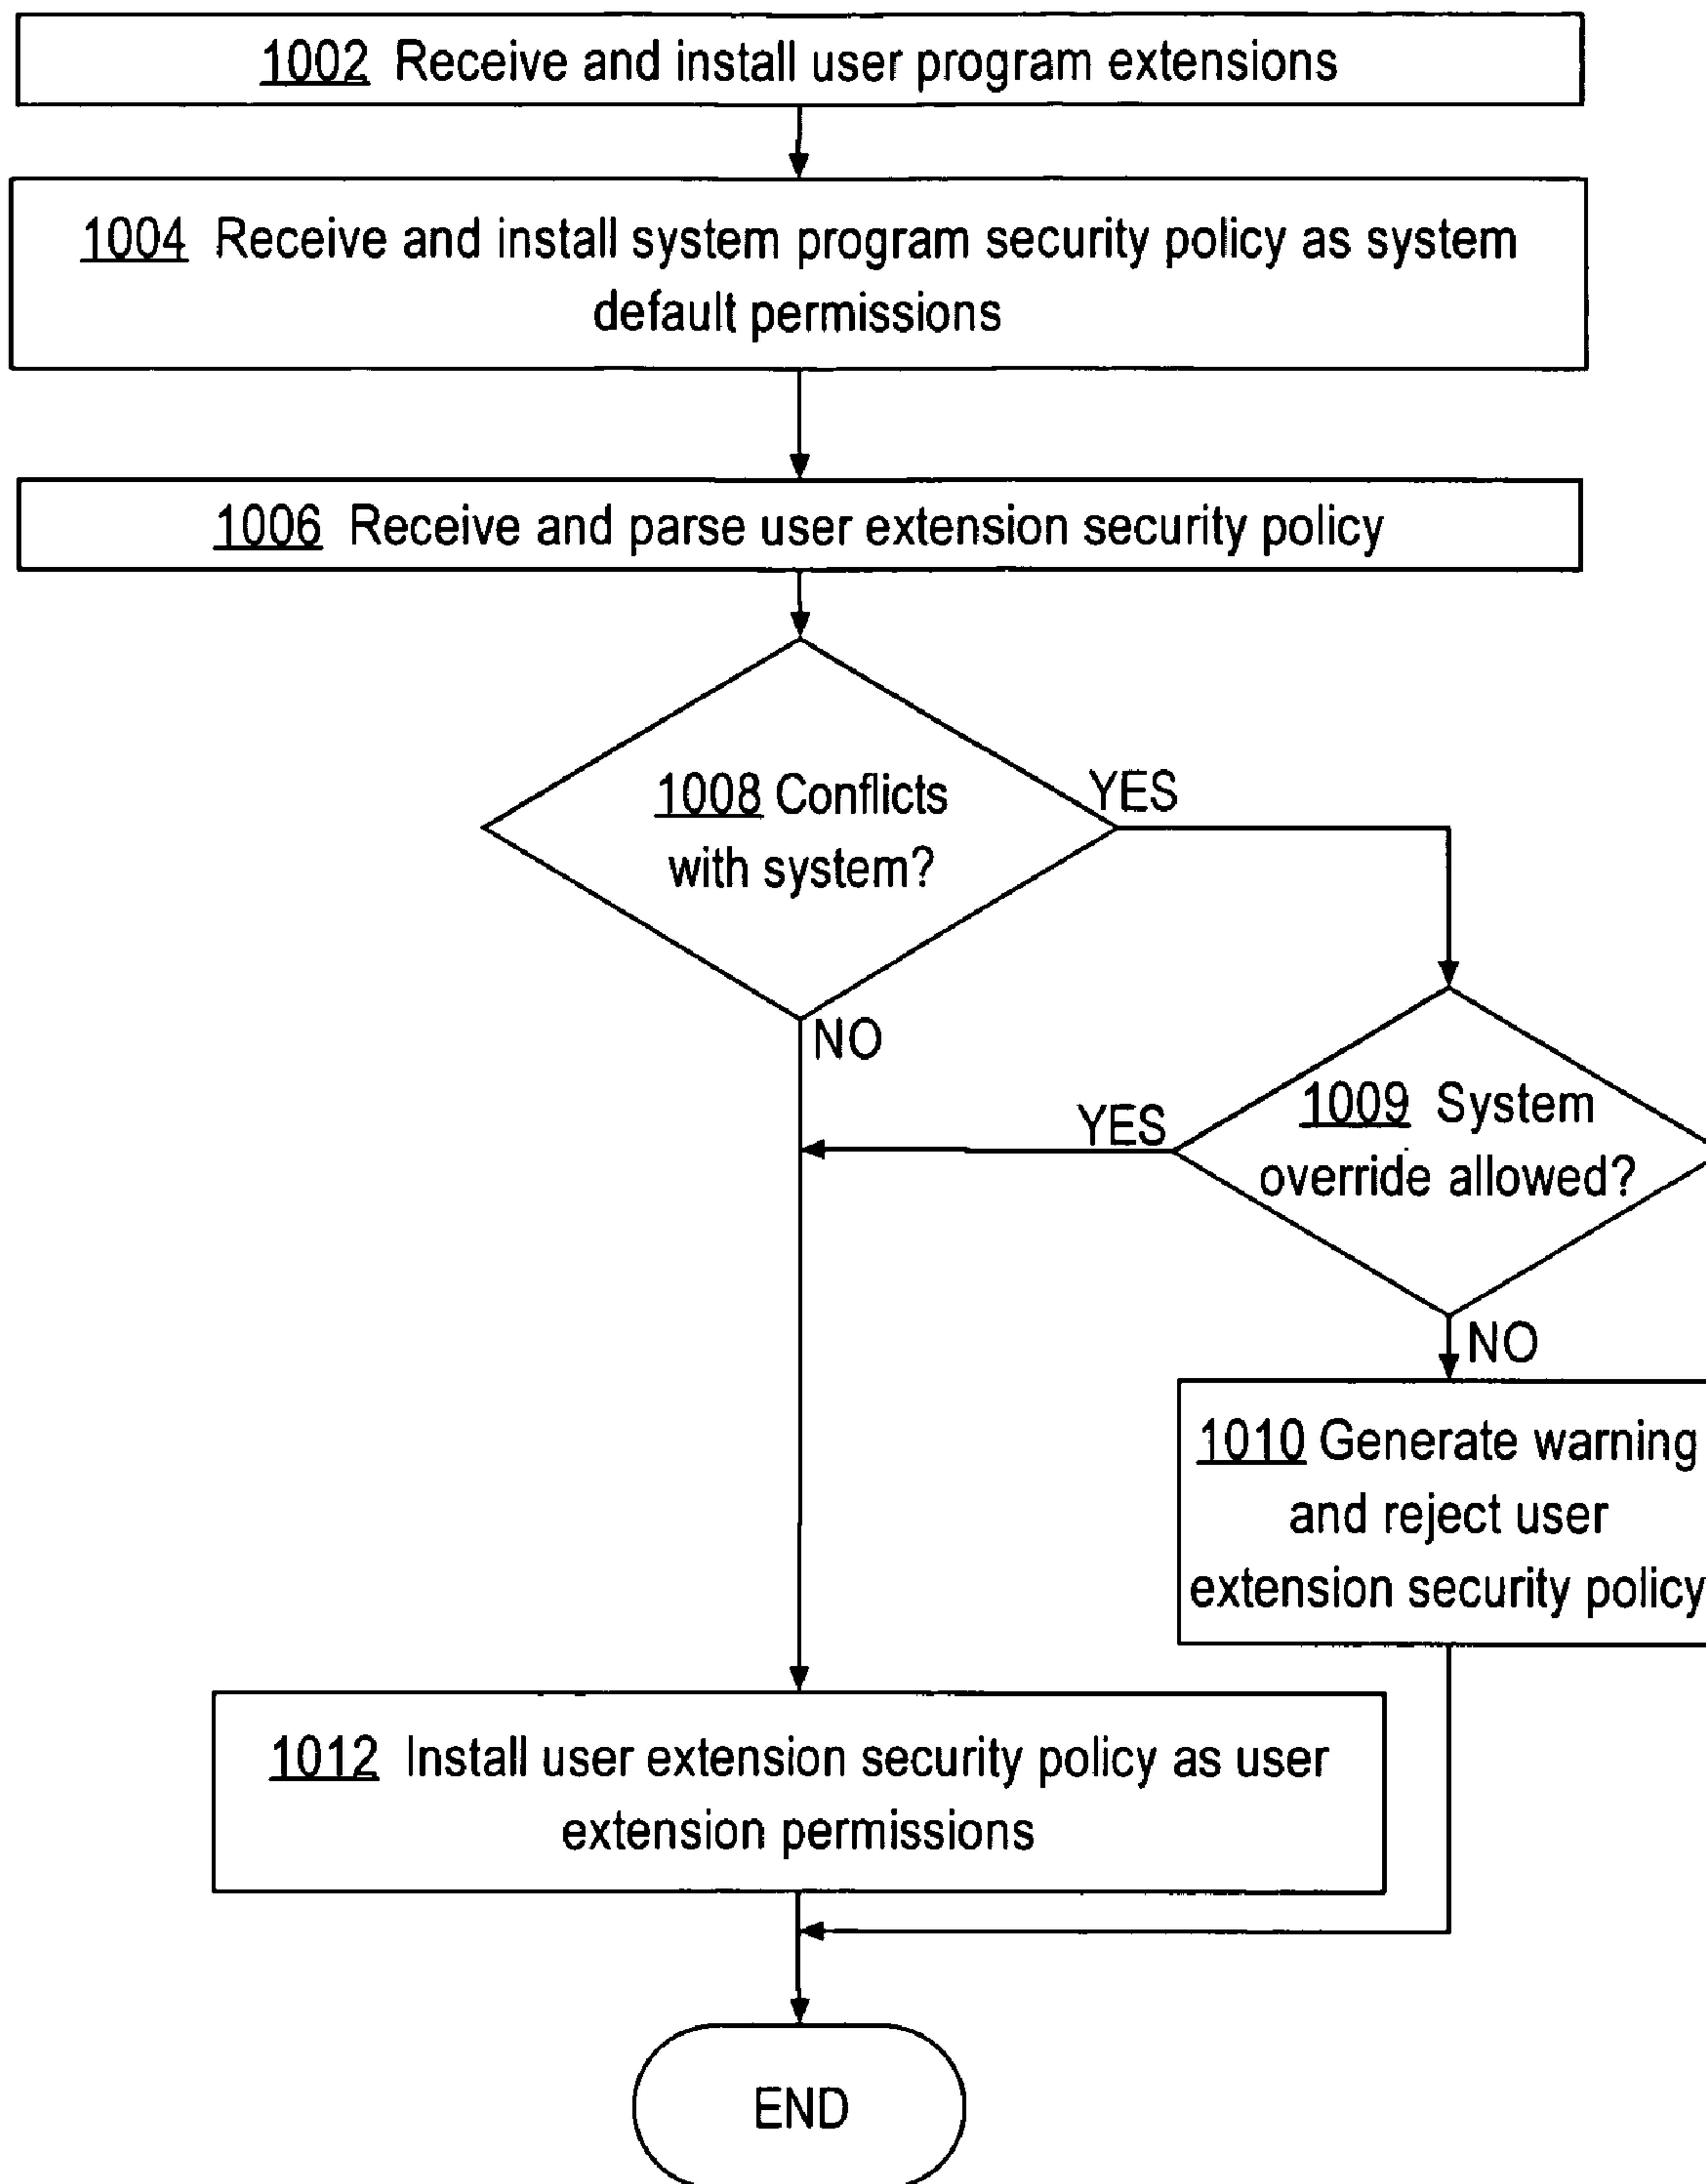 1002 Receive and install user program extensions
1004 Receive and install system program security policy as system
default permissions
1006 Receive and parse user extension security policy
1008 Conflicts
with system?
YES
NO
1009 System
override allowed?
YES
NO
1010 Generate warning
and reject user
extension security policy
1012 Install user extension security policy as user
extension permissions
END